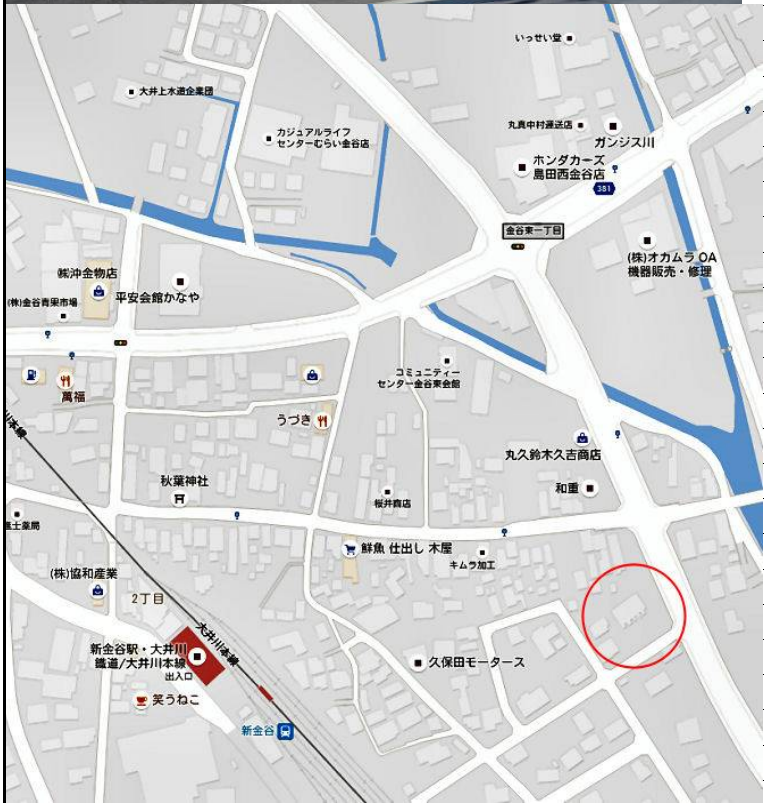 いっせい堂
大井上水道企業団
カジュアルライフ
センターむらい金谷店
丸真中村運送店
ガンジス川
ホンダカーズ
島田西金谷店
381
金谷東一丁目
(株)オカムラ OA
機器販売・修理
㈱沖金物店
平安会館かなや
(株)金谷青果市場
コミュニティー
センター金谷東会館
萬福
うづき
川本線
丸久鈴木久吉商店
秋葉神社
桜井商店
和重
富士薬局
鮮魚 仕出し 木屋
キムラ加工
(株)協和産業
2丁目
大井川本線
新金谷駅・大井川
鐵道/大井川本線
出入口
久保田モータース
笑うねこ
新金谷